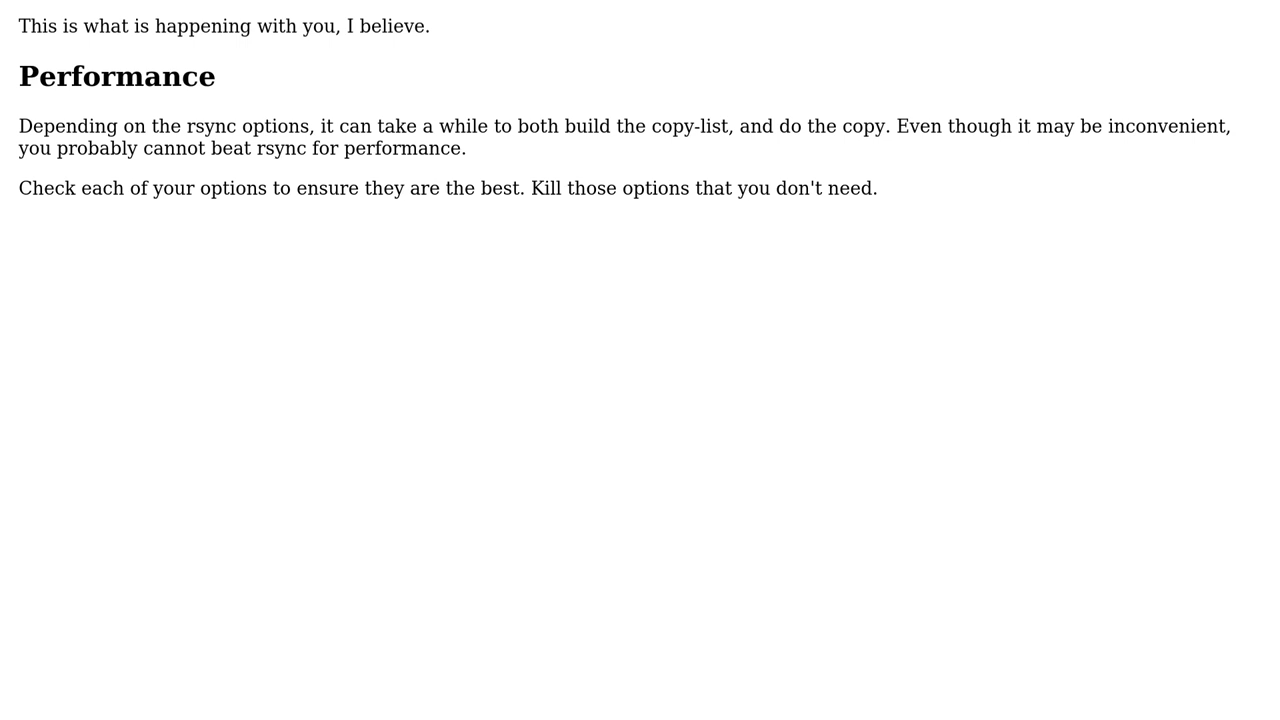 This is what is happening with you, I believe.
Performance
Depending on the rsync options, it can take a while to both build the copy-list, and do the copy. Even though it may be inconvenient,
you probably cannot beat rsync for performance.
Check each of your options to ensure they are the best. Kill those options that you don't need.